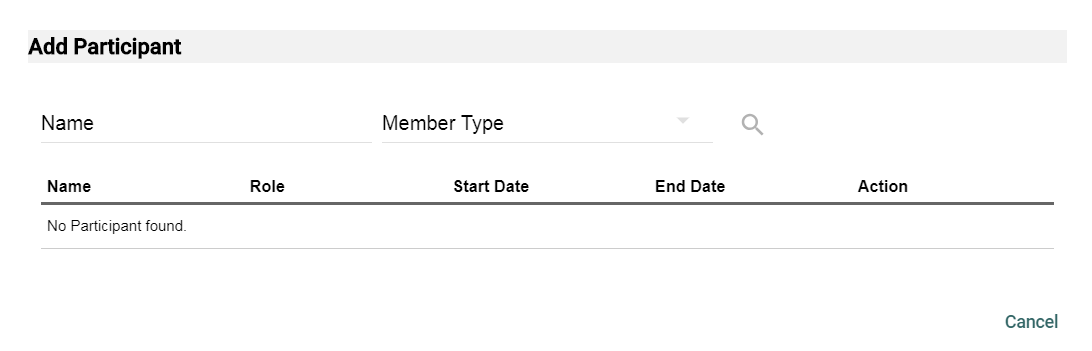 Add Participant
Name Member Type
Name Role Start Date End Date Action
No Participant found.
Cancel